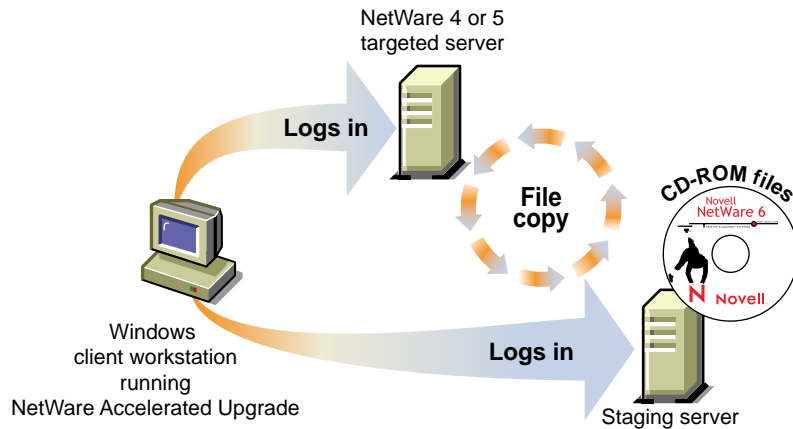 NetWare 4 or 5
targeted server
Logs in
File
copy
CD-ROM files
Novell
NetWare 6
N Novell
Windows
client workstation
running
NetWare Accelerated Upgrade
Logs in
Staging server